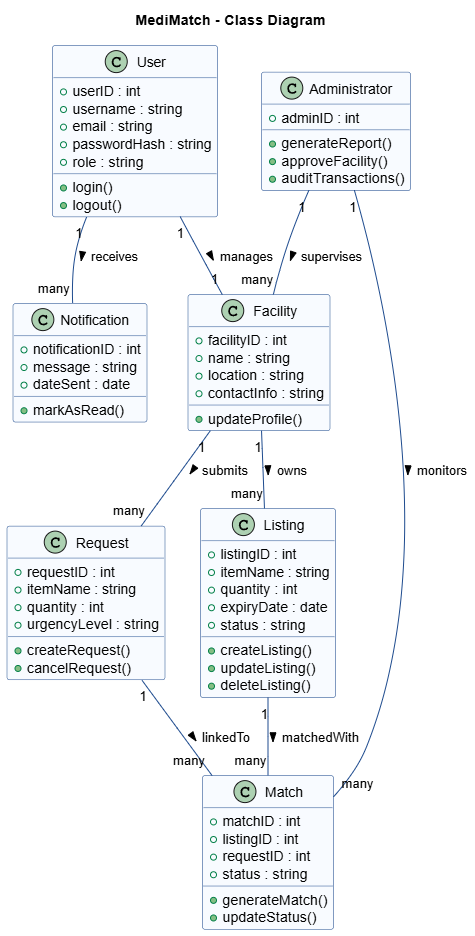 MediMatch - Class Diagram
C User
userID : int
username : string
email : string
passwordHash : string
role : string
login()
logout()
C Administrator
adminID : int
generateReport()
approveFacility()
auditTransactions()
1
receives
many
1
manages
1
1
supervises
many
1
monitors
many
C Notification
notificationID : int
message : string
dateSent : date
markAsRead()
C Facility
facilityID : int
name : string
location : string
contactInfo : string
updateProfile()
1
submits
many
1
owns
many
C Request
requestID : int
itemName : string
quantity : int
urgencyLevel : string
createRequest()
cancelRequest()
C Listing
listingID : int
itemName : string
quantity : int
expiryDate : date
status : string
createListing()
updateListing()
deleteListing()
1
linkedTo
many
1
matchedWith
many
C Match
matchID : int
listingID : int
requestID : int
status : string
generateMatch()
updateStatus()